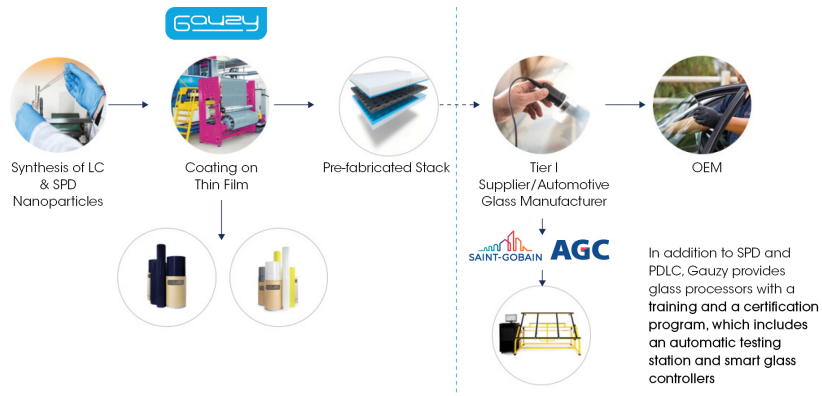 Gauzy
Synthesis of LC
& SPD
Nanoparticles
Coating on
Thin Film
Pre-fabricated Stack
Tier I
Supplier/Automotive
Glass Manufacturer
OEM
SAINT-GOBAIN
AGC
In addition to SPD and
PDLC, Gauzy provides
glass processors with a
training and a certification
program, which includes
an automatic testing
station and smart glass
controllers